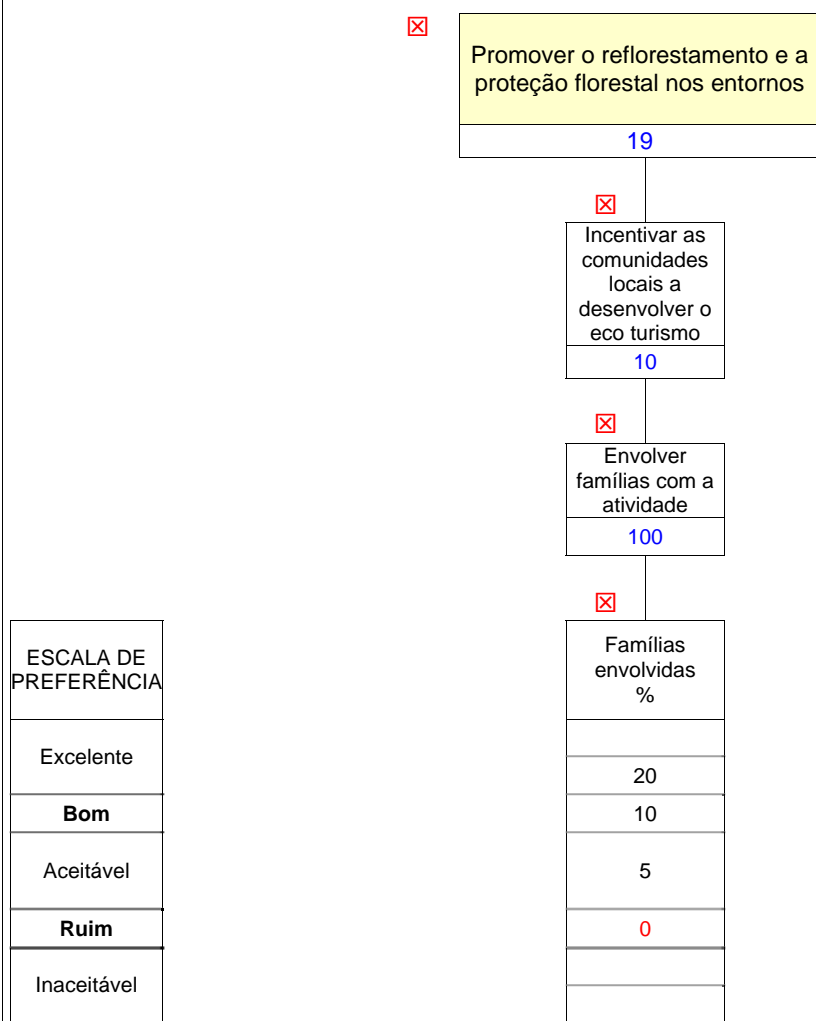 Promover o reflorestamento e a
proteção florestal nos entornos
19
Incentivar as
comunidades
locais a
desenvolver o
eco turismo
10
Envolver
famílias com a
atividade
100
ESCALA DE
PREFERÊNCIA
Famílias
envolvidas
%
Excelente
20
Bom
10
Aceitável
5
Ruim
0
Inaceitável